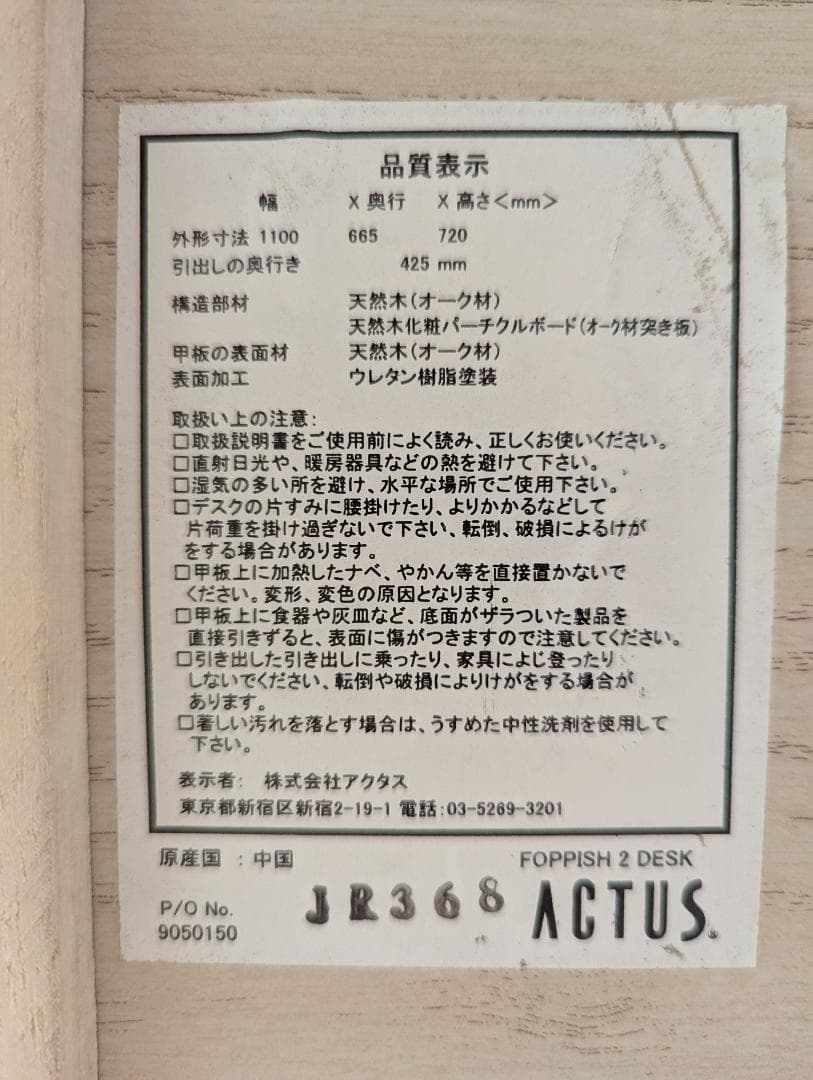 品質表示
幅 X 奥行 X 高さ<mm>
外形寸法 1100 665 720
引出しの奥行き 425 mm
構造部材 天然木(オーク材)
天然木化粧パーチクルボード(オーク材突き板)
甲板の表面材 天然木(オーク材)
表面加工 ウレタン樹脂塗装
取扱い上の注意:
□取扱説明書をご使用前によく読み、正しくお使いください。
□直射日光や、暖房器具などの熱を避けて下さい。
□湿気の多い所を避け、水平な場所でご使用下さい。
□デスクの片すみに腰掛けたり、よりかかるなどして
片荷重を掛け過ぎないで下さい、転倒、破損によるけが
をする場合があります。
□甲板上に加熱したナベ、やかん等を直接置かないで
ください。変形、変色の原因となります。
□甲板上に食器や灰皿など、底面がザラついた製品を
直接引きずると、表面に傷がつきますので注意してください。
□引き出した引き出しに乗ったり、家具によじ登ったり
しないでください、転倒や破損によりけがをする場合が
あります。
□著しい汚れを落とす場合は、うすめた中性洗剤を使用して
下さい。
表示者: 株式会社アクタス
東京都新宿区新宿2-19-1 電話:03-5269-3201
原産国 :中国 FOPPISH 2 DESK
P/O No. JR368 ACTUS
9050150